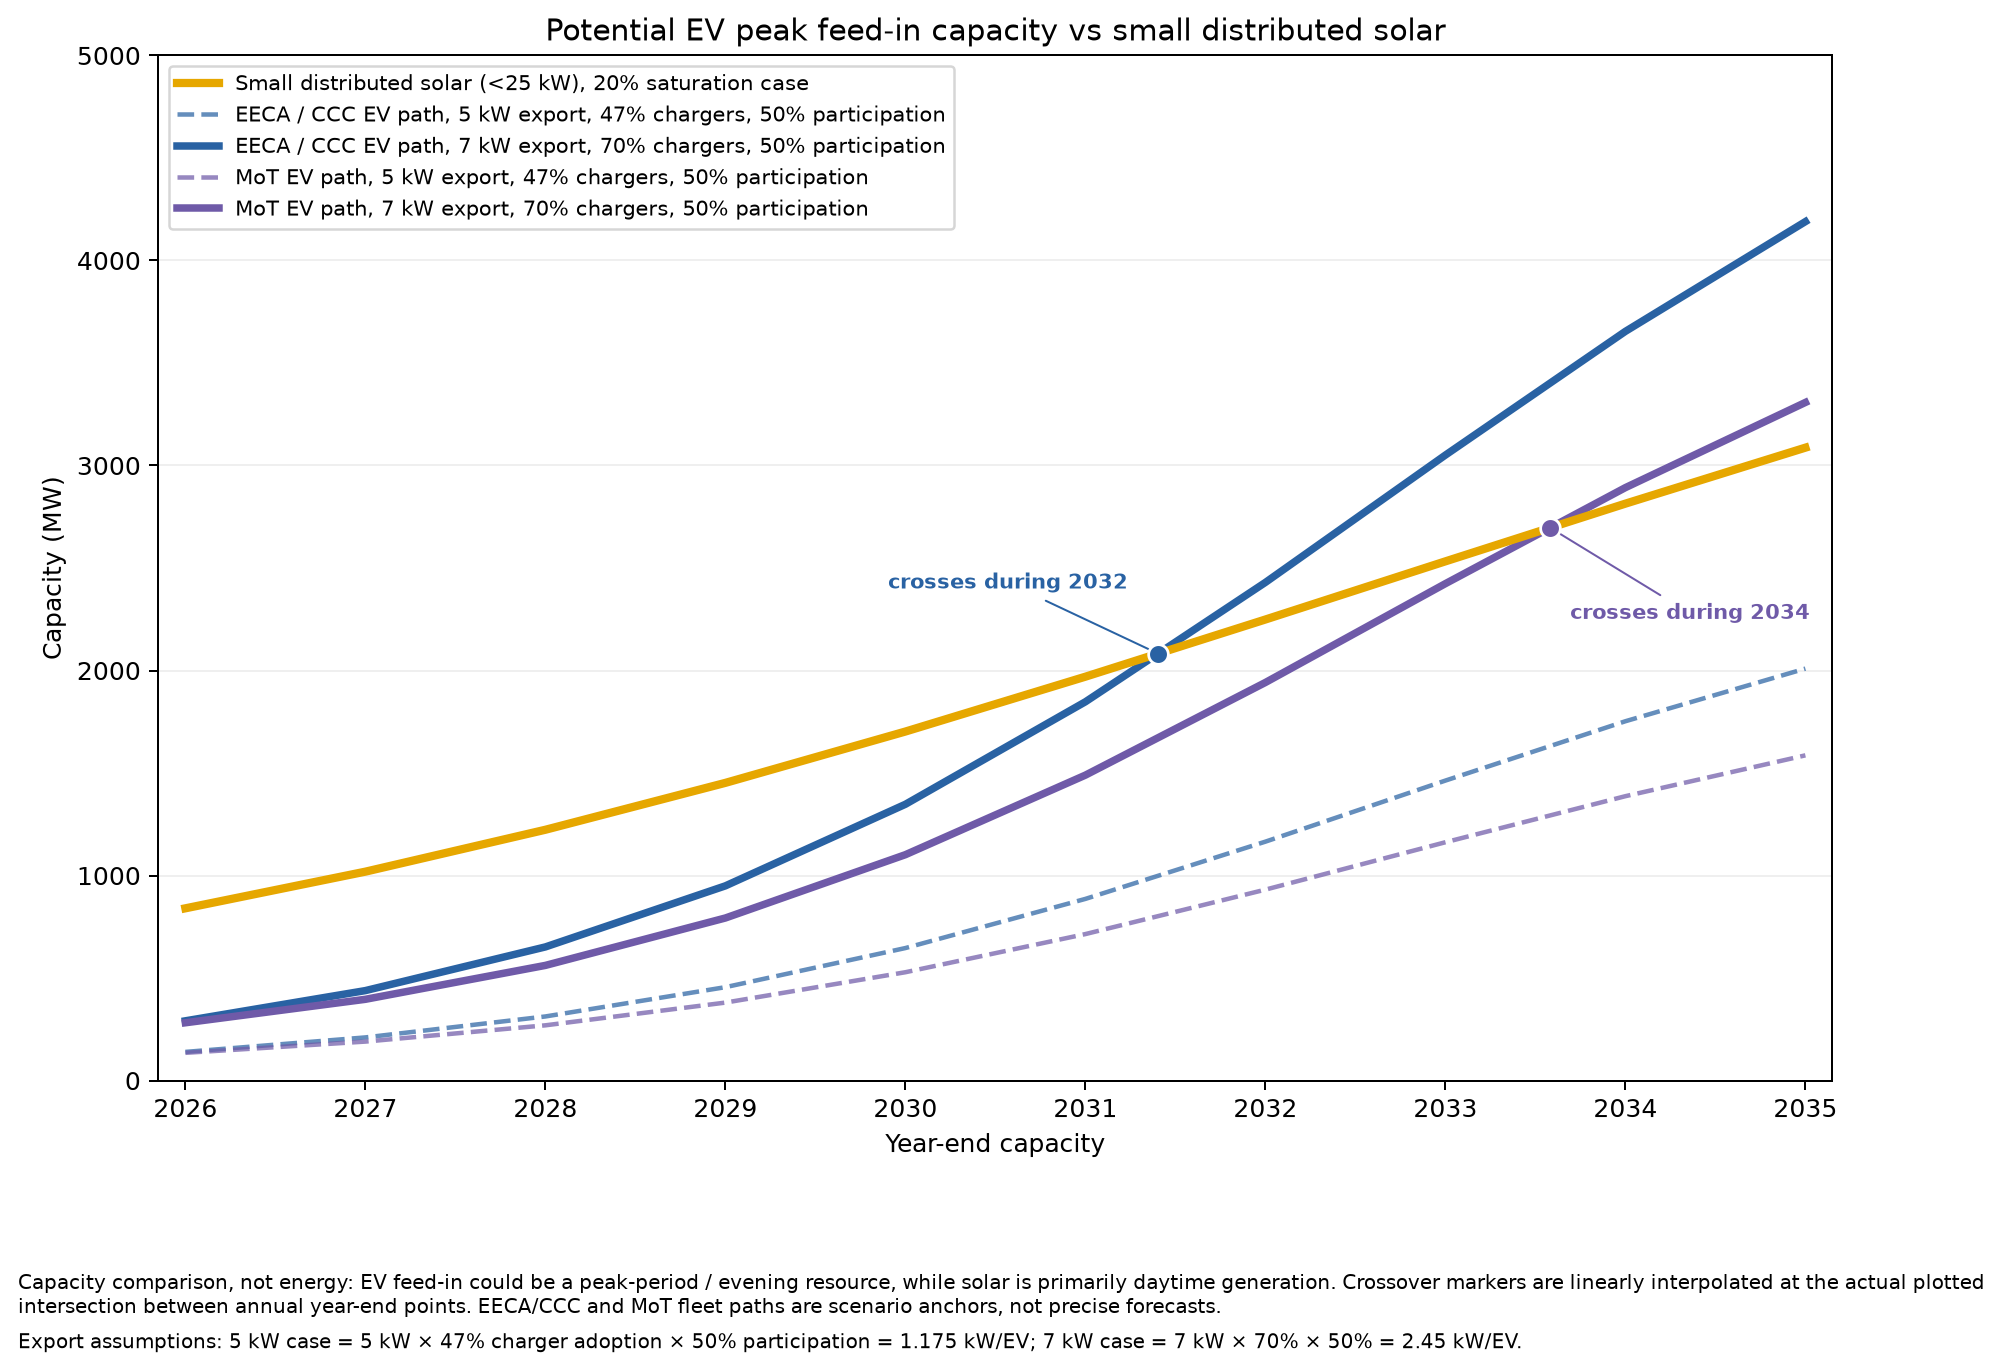 Potential EV peak feed-in capacity vs small distributed solar
5000
4000
3000
2000
1000
0
Capacity (MW)
Small distributed solar (<25 kW), 20% saturation case
EECA / CCC EV path, 5 kW export, 47% chargers, 50% participation
EECA / CCC EV path, 7 kW export, 70% chargers, 50% participation
MoT EV path, 5 kW export, 47% chargers, 50% participation
MoT EV path, 7 kW export, 70% chargers, 50% participation
crosses during 2032
crosses during 2034
2026 2027 2028 2029 2030 2031 2032 2033 2034 2035
Year-end capacity
Capacity comparison, not energy: EV feed-in could be a peak-period / evening resource, while solar is primarily daytime generation. Crossover markers are linearly interpolated at the actual plotted
intersection between annual year-end points. EECA/CCC and MoT fleet paths are scenario anchors, not precise forecasts.
Export assumptions: 5 kW case = 5 kW × 47% charger adoption × 50% participation = 1.175 kW/EV; 7 kW case = 7 kW × 70% × 50% = 2.45 kW/EV.